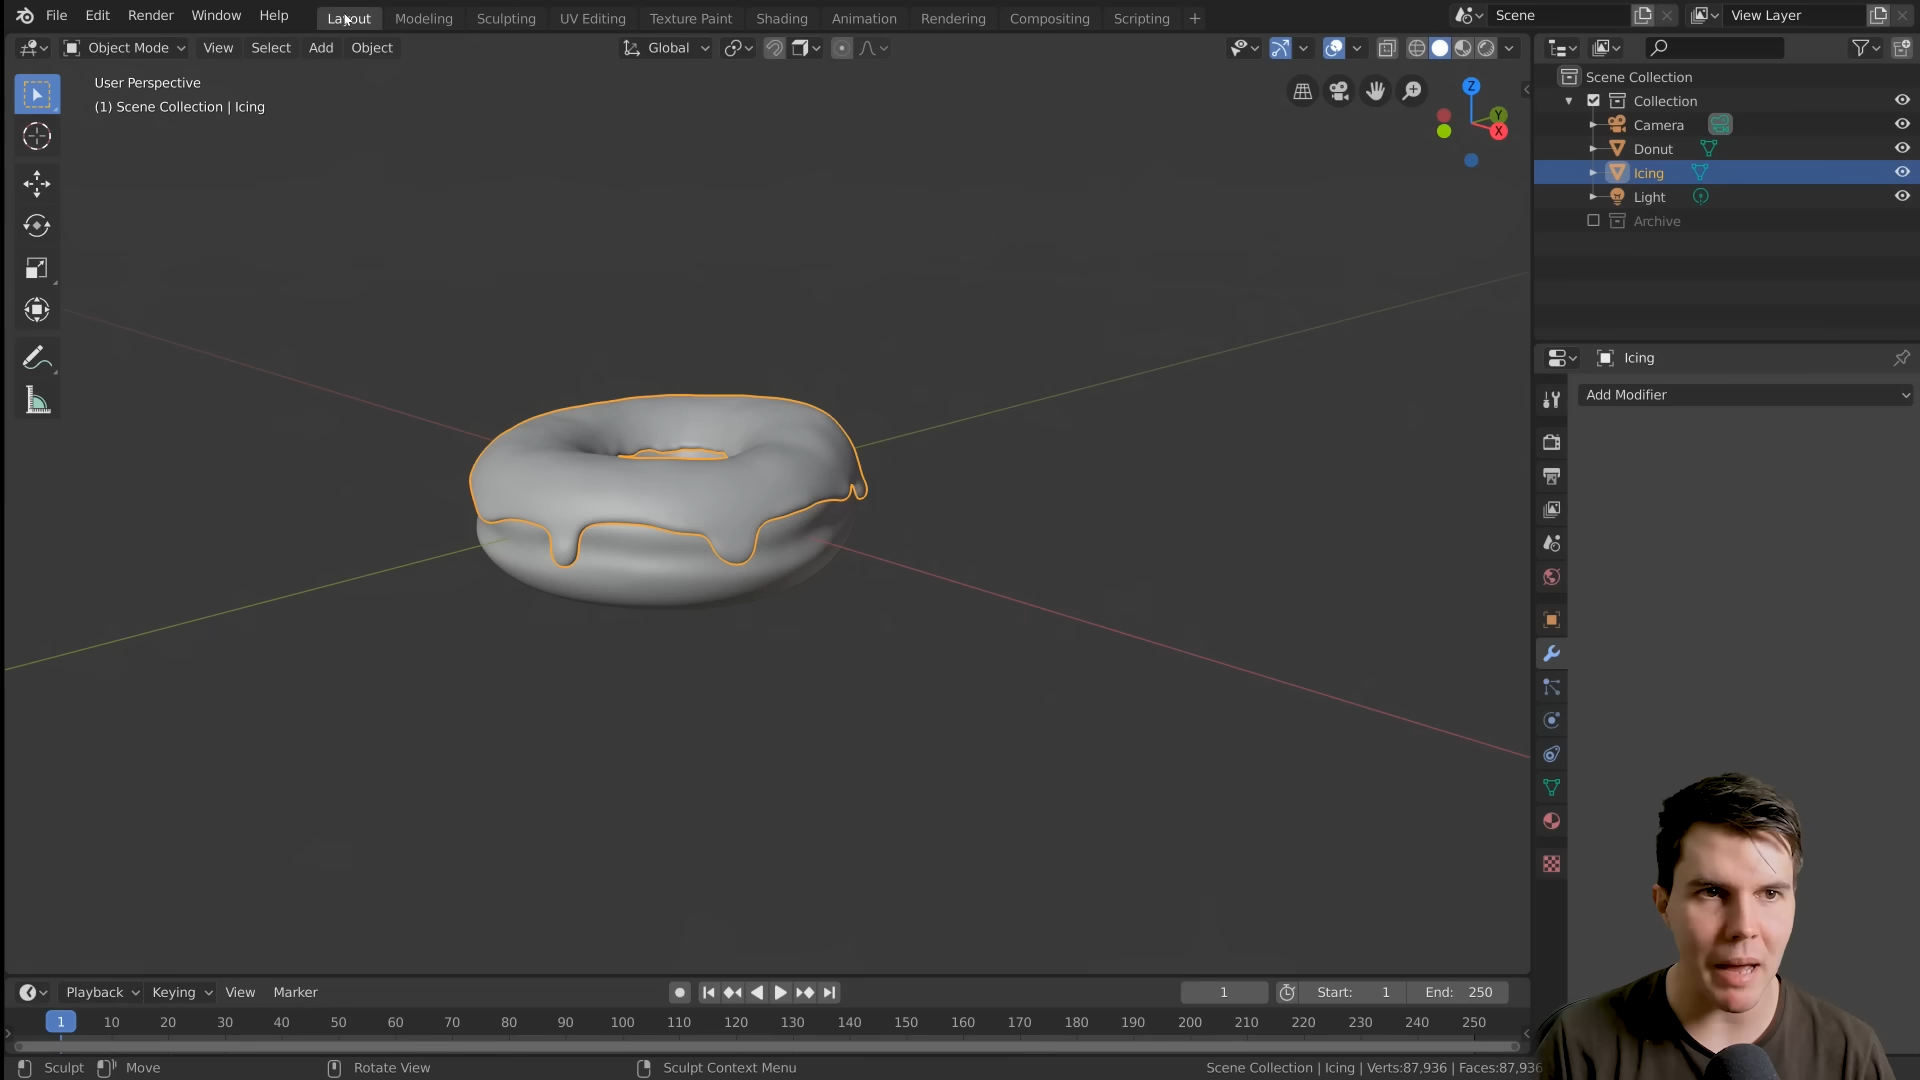 File Edit Render Window Help Layout Modeling Sculpting UV Editing Texture Paint Shading Animation Rendering Compositing Scripting + Scene View Layer
Object Mode View Select Add Object Global
User Perspective
(1) Scene Collection | Icing
Z
Y
X
Scene Collection
Collection
Camera
Donut
Icing
Light
Archive
Icing
Add Modifier
Playback Keying View Marker 1 Start: 1 End: 250
1 10 20 30 40 50 60 70 80 90 100 110 120 130 140 150 160 170 180 190 200 210 220 230 240 250
Sculpt Move Rotate View Sculpt Context Menu Scene Collection | Icing | Verts:87,936 | Faces:87,936